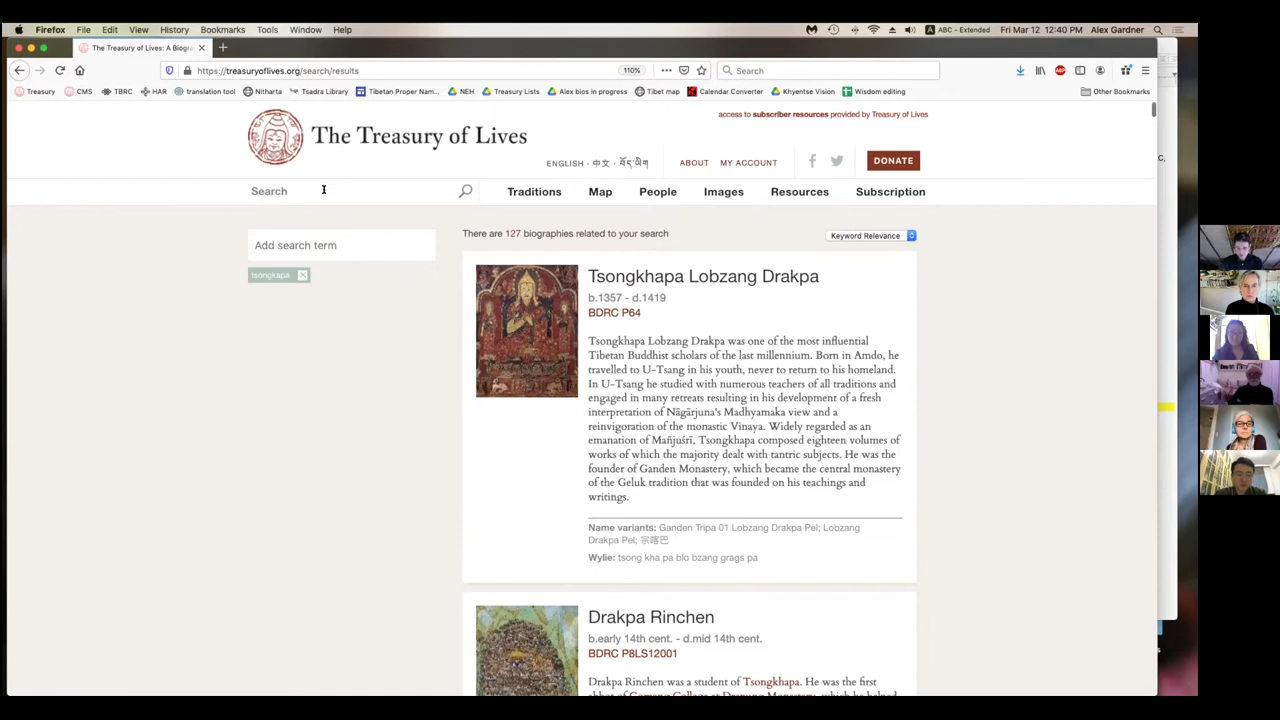 Firefox File Edit View History Bookmarks Tools Window Help
ABC - Extended Fri Mar 12 12:40 PM Alex Gardner
The Treasury of Lives: A Biogra
https://treasuryoflives.org/search/results 110% Search
Treasury CMS TBRC HAR translation tool Nitharta Tsadra Library Tibetan Proper Nam... NEH Treasury Lists Alex bios in progress Tibet map Calendar Converter Khyentse Vision Wisdom editing Other Bookmarks
access to subscriber resources provided by Treasury of Lives
The Treasury of Lives
ENGLISH · 中文 · བོད་ཡིག ABOUT MY ACCOUNT DONATE
Search Traditions Map People Images Resources Subscription
Add search term
tsongkapa
There are 127 biographies related to your search
Keyword Relevance
Tsongkhapa Lobzang Drakpa
b.1357 - d.1419
BDRC P64
Tsongkhapa Lobzang Drakpa was one of the most influential
Tibetan Buddhist scholars of the last millennium. Born in Amdo, he
travelled to U-Tsang in his youth, never to return to his homeland.
In U-Tsang he studied with numerous teachers of all traditions and
engaged in many retreats resulting in his development of a fresh
interpretation of Nāgārjuna's Madhyamaka view and a
reinvigoration of the monastic Vinaya. Widely regarded as an
emanation of Mañjuśrī, Tsongkhapa composed eighteen volumes of
works of which the majority dealt with tantric subjects. He was the
founder of Ganden Monastery, which became the central monastery
of the Geluk tradition that was founded on his teachings and
writings.
Name variants: Ganden Tripa 01 Lobzang Drakpa Pel; Lobzang
Drakpa Pel; 宗喀巴
Wylie: tsong kha pa blo bzang grags pa
Drakpa Rinchen
b.early 14th cent. - d.mid 14th cent.
BDRC P8LS12001
Drakpa Rinchen was a student of Tsongkhapa. He was the first
abbot of Gomang College at Drepung Monastery, which he helped